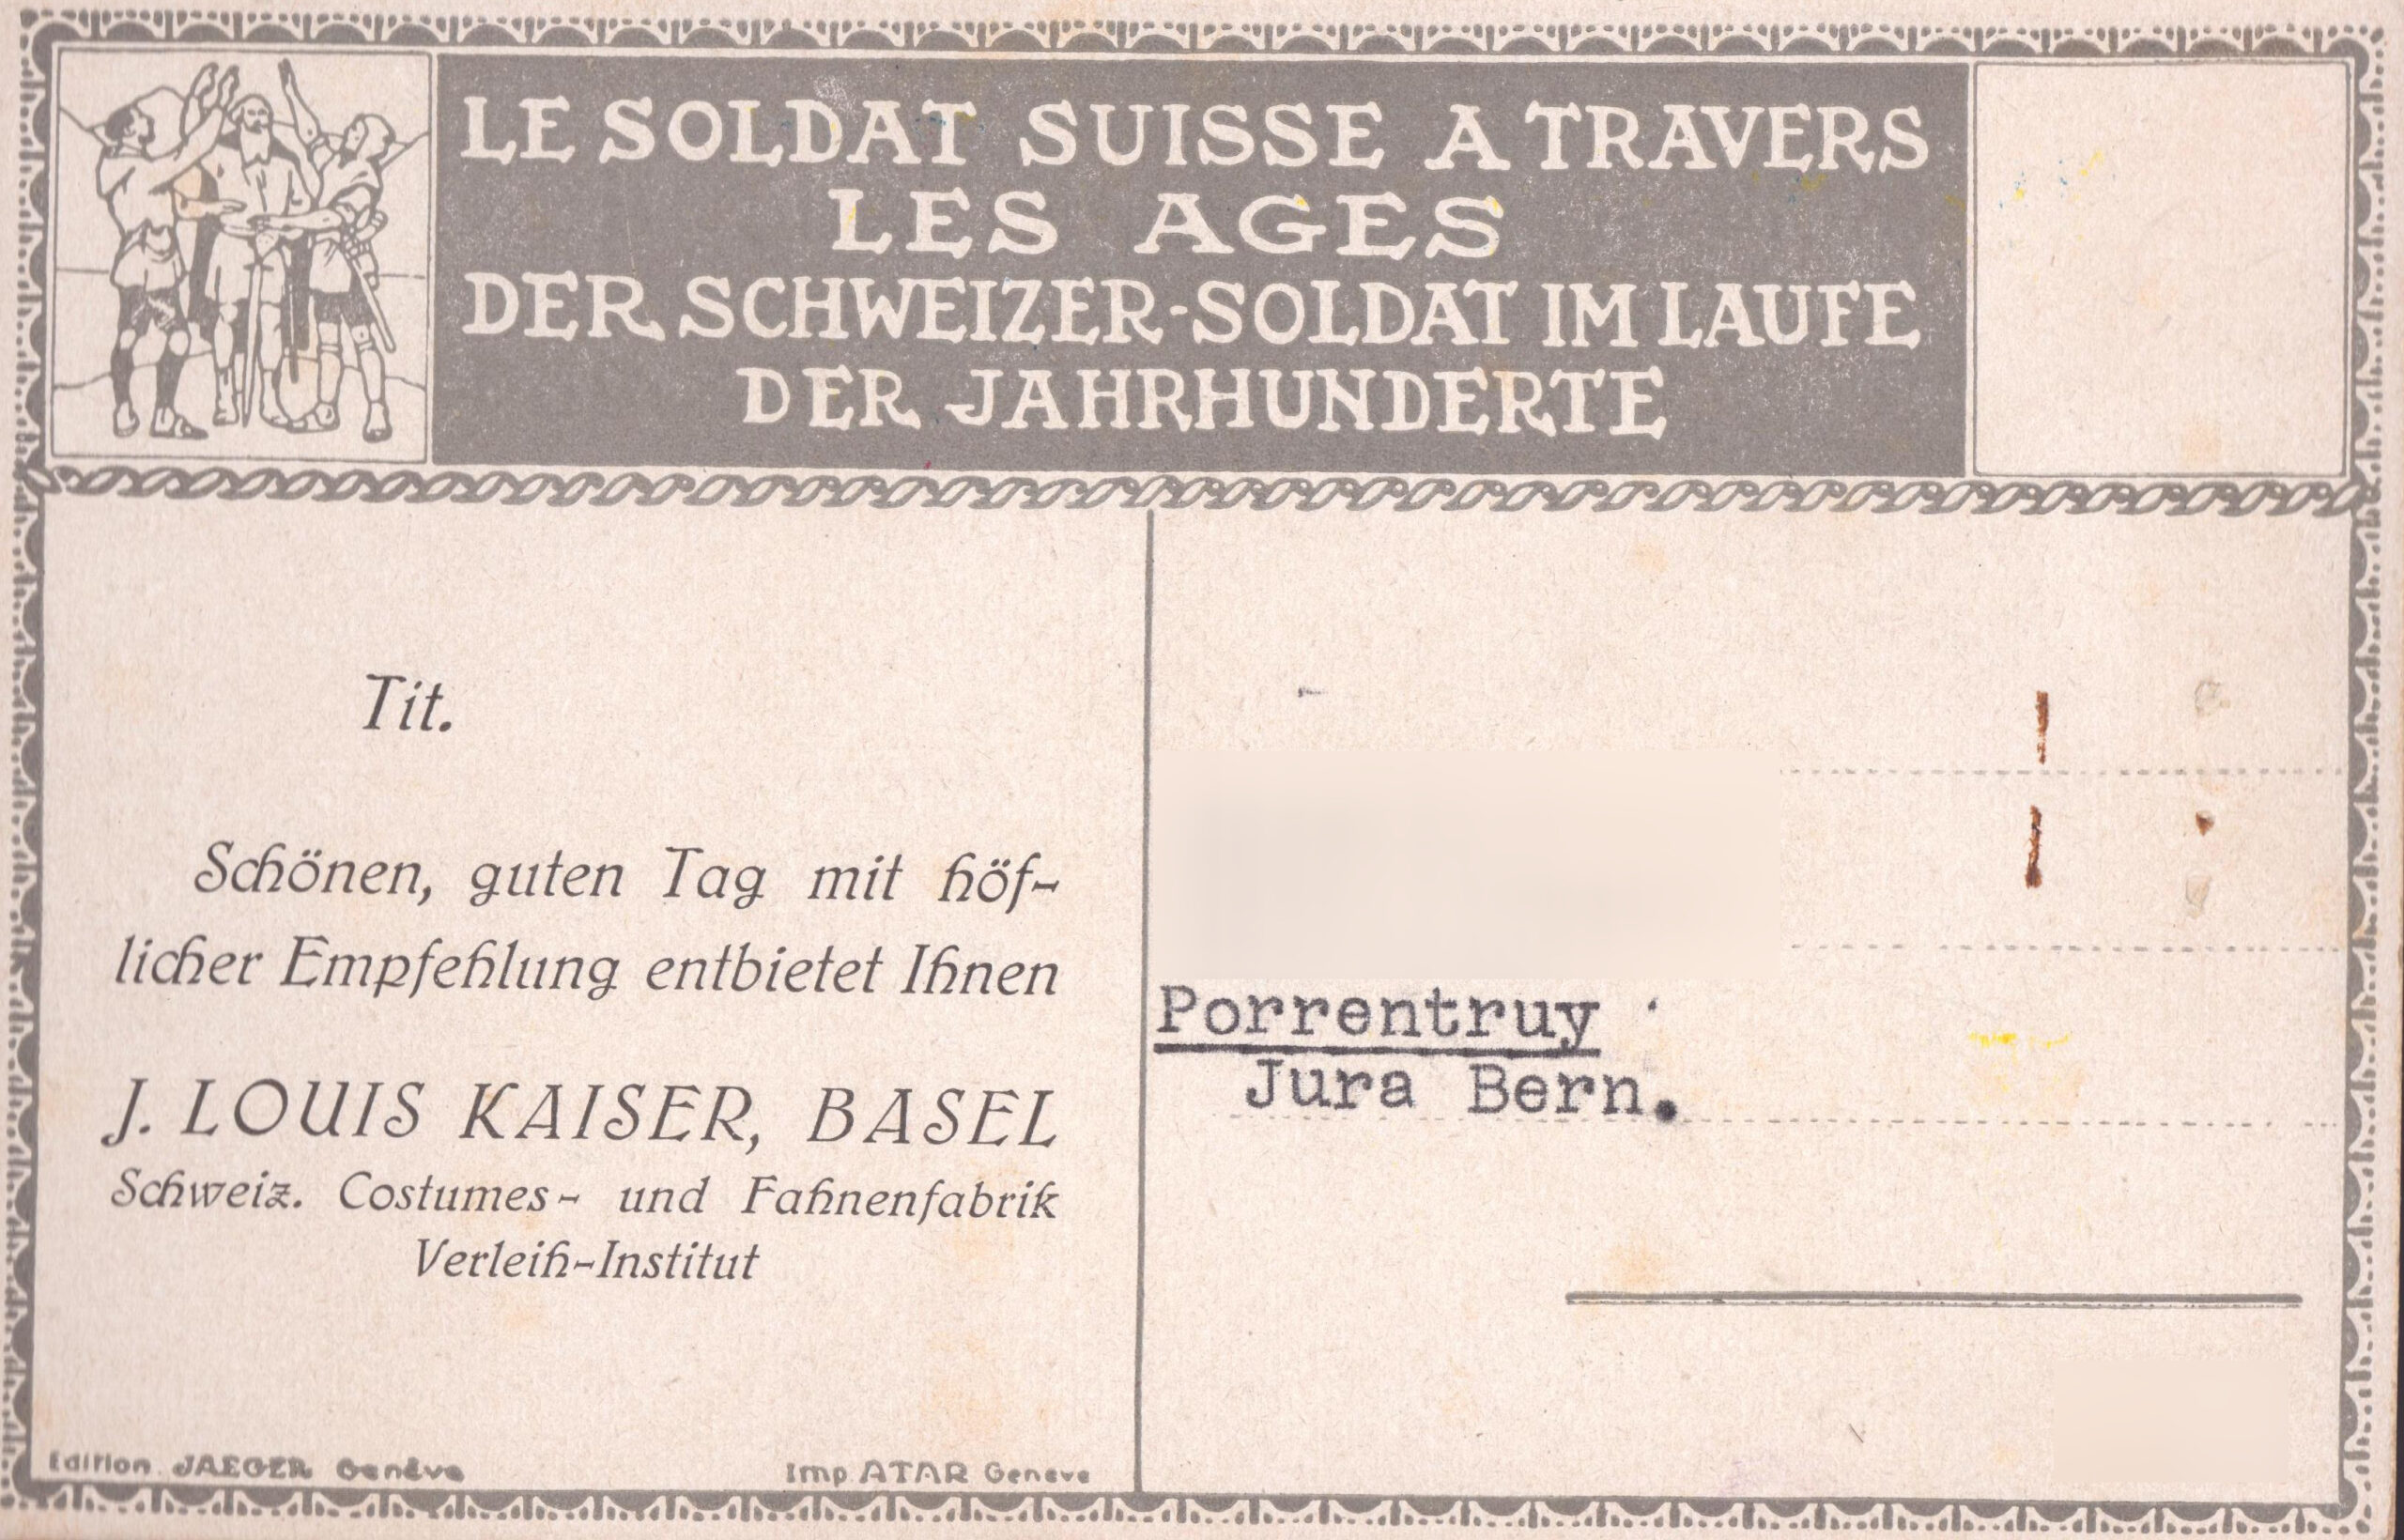 LE SOLDAT SUISSE A TRAVERS
LES AGES
DER SCHWEIZER-SOLDAT IM LAUFE
DER JAHRHUNDERTE
Tit.
Schönen, guten Tag mit höf-
licher Empfehlung entbietet Ihnen
J. LOUIS KAISER, BASEL
Schweiz. Costumes- und Fahnenfabrik
Verleih-Institut
Edition JAEGER Genève
Imp ATAR Geneve
Porrentruy
Jura Bern.